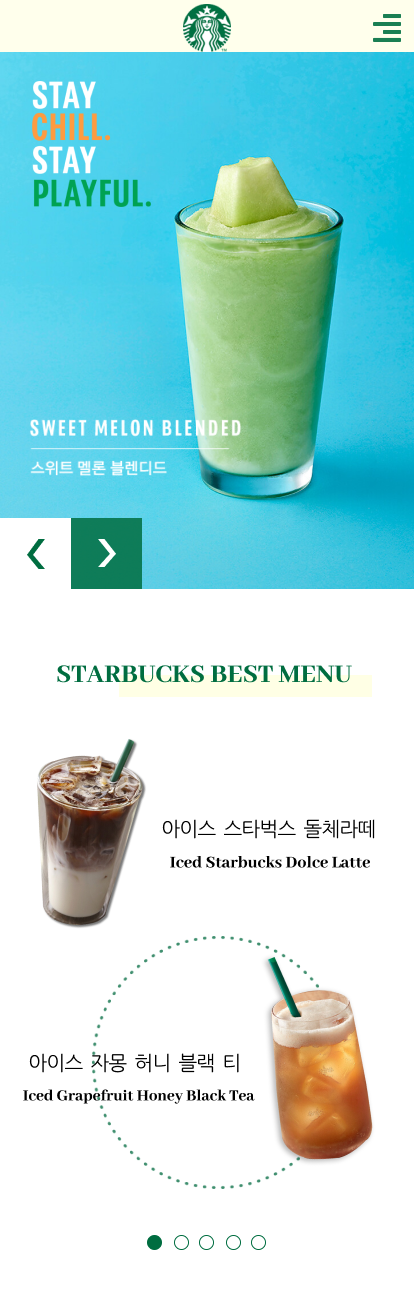 STAY
CHILL.
STAY
PLAYFUL.
SWEET MELON BLENDED
스위트 멜론 블렌디드
STARBUCKS BEST MENU
아이스 스타벅스 돌체라떼
Iced Starbucks Dolce Latte
아이스 자몽 허니 블랙 티
Iced Grapefruit Honey Black Tea